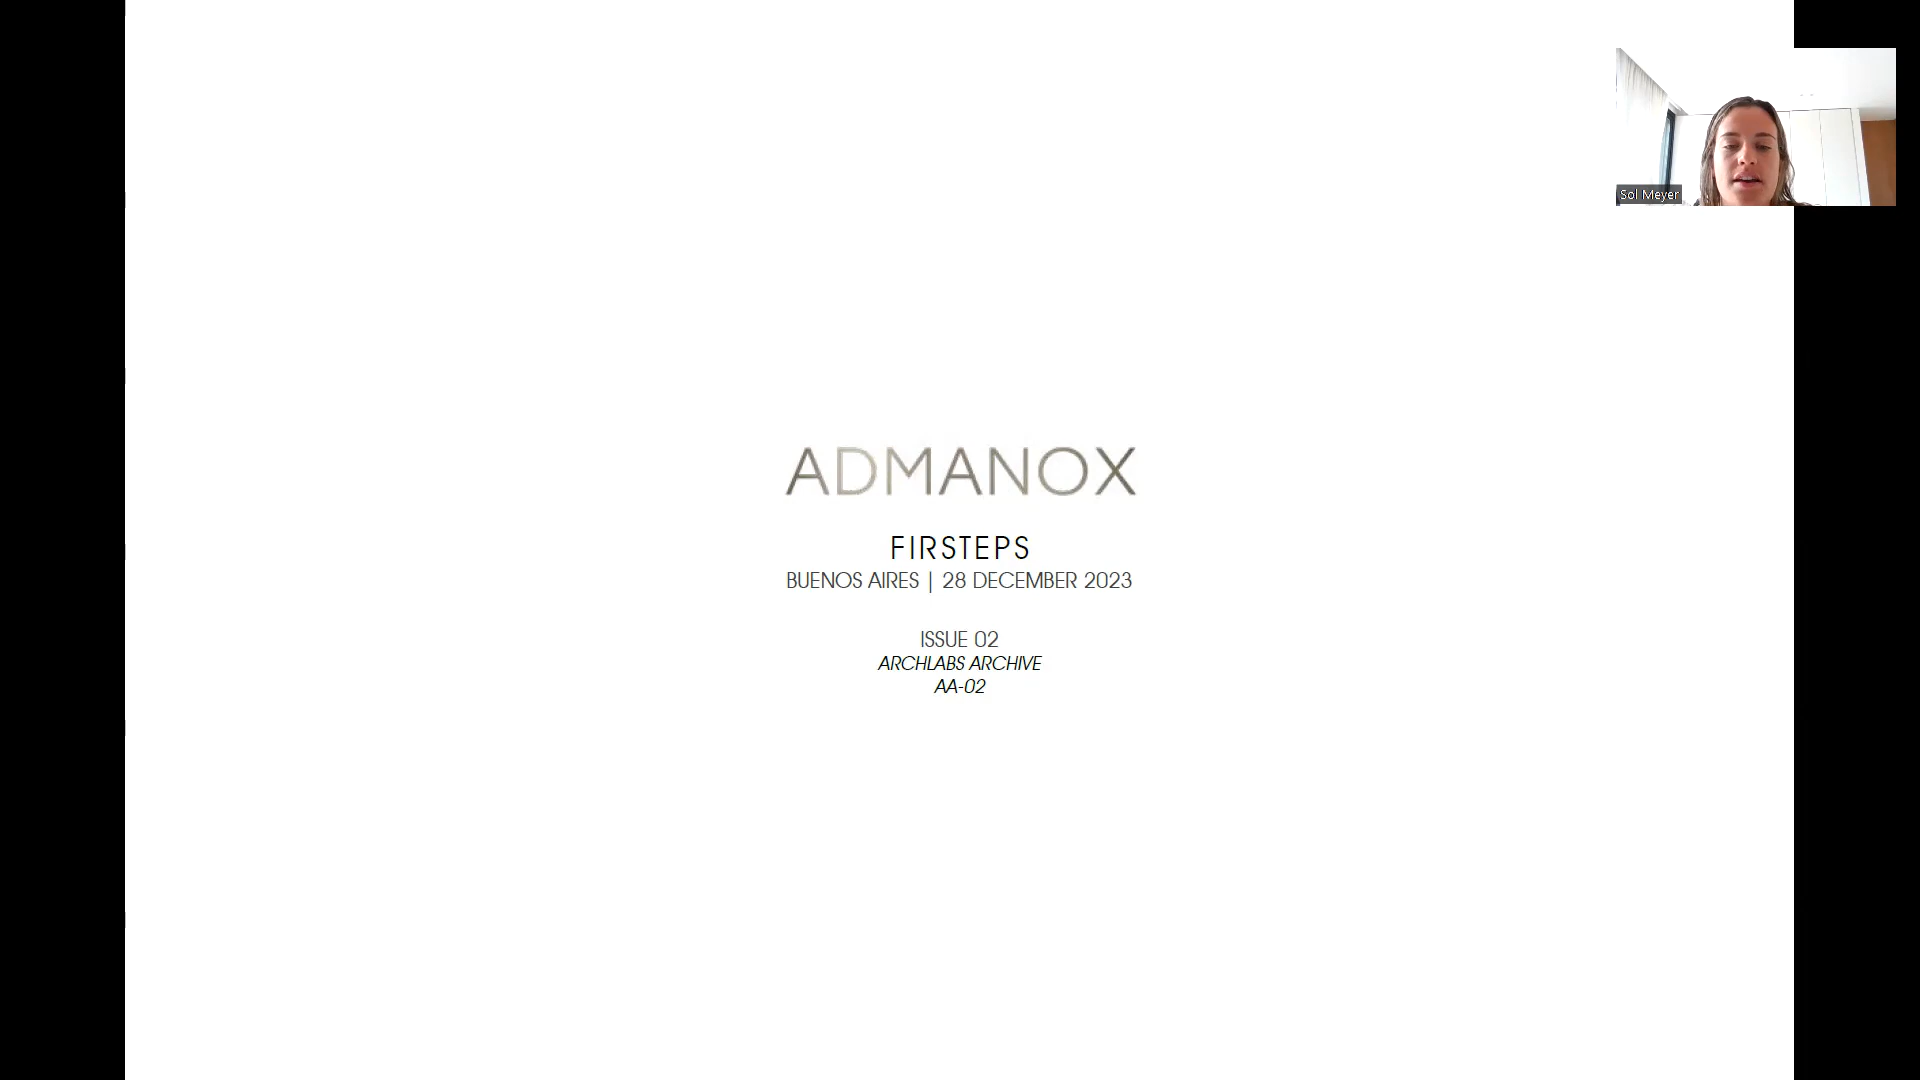 Sol Meyer
ADMANOX
FIRSTEPS
BUENOS AIRES | 28 DECEMBER 2023
ISSUE 02
ARCHLABS ARCHIVE
AA-02